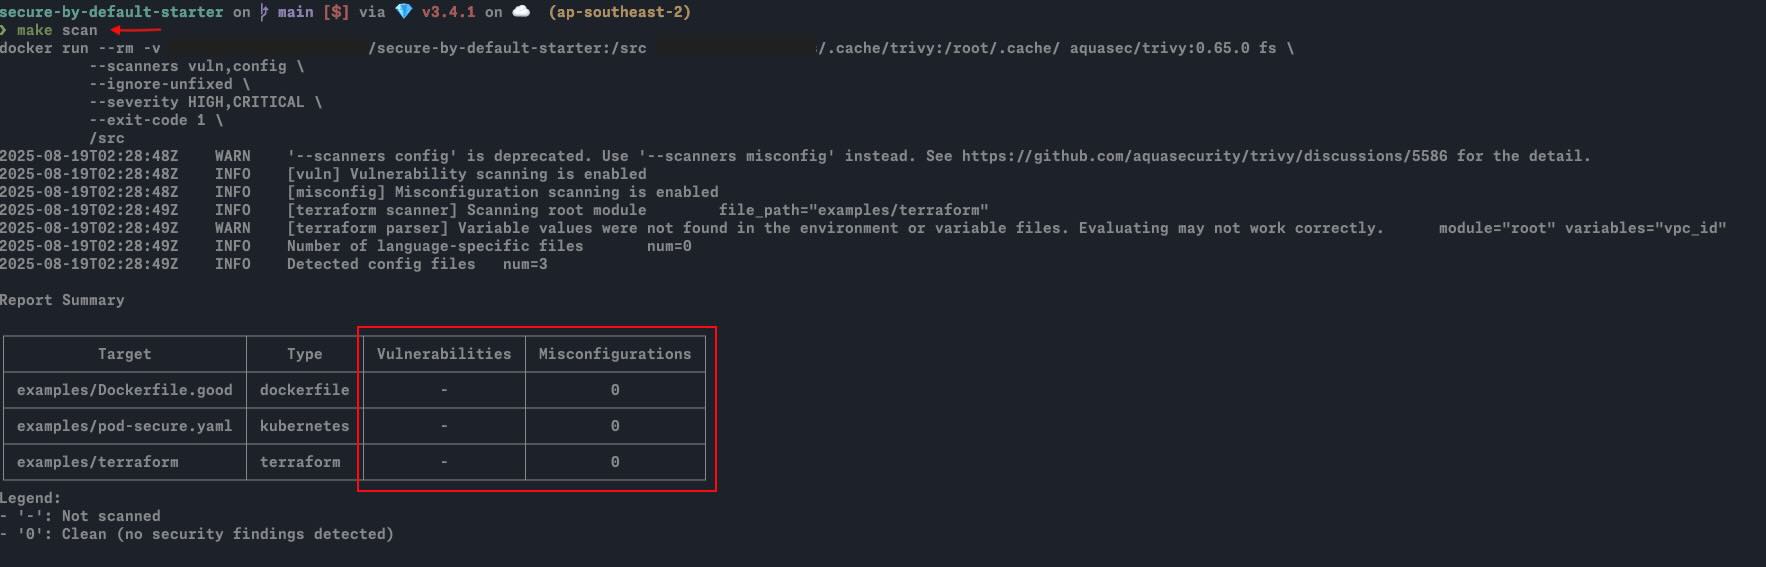 secure-by-default-starter on main [$] via 💎 v3.4.1 on ☁️ (ap-southeast-2)
❯ make scan
docker run --rm -v /secure-by-default-starter:/src /.cache/trivy:/root/.cache/ aquasec/trivy:0.65.0 fs \
--scanners vuln,config \
--ignore-unfixed \
--severity HIGH,CRITICAL \
--exit-code 1 \
/src
2025-08-19T02:28:48Z WARN '--scanners config' is deprecated. Use '--scanners misconfig' instead. See https://github.com/aquasecurity/trivy/discussions/5586 for the detail.
2025-08-19T02:28:48Z INFO [vuln] Vulnerability scanning is enabled
2025-08-19T02:28:48Z INFO [misconfig] Misconfiguration scanning is enabled
2025-08-19T02:28:49Z INFO [terraform scanner] Scanning root module file_path="examples/terraform"
2025-08-19T02:28:49Z WARN [terraform parser] Variable values were not found in the environment or variable files. Evaluating may not work correctly. module="root" variables="vpc_id"
2025-08-19T02:28:49Z INFO Number of language-specific files num=0
2025-08-19T02:28:49Z INFO Detected config files num=3
Report Summary
Target Type Vulnerabilities Misconfigurations
examples/Dockerfile.good dockerfile - 0
examples/pod-secure.yaml kubernetes - 0
examples/terraform terraform - 0
Legend:
- '-': Not scanned
- '0': Clean (no security findings detected)